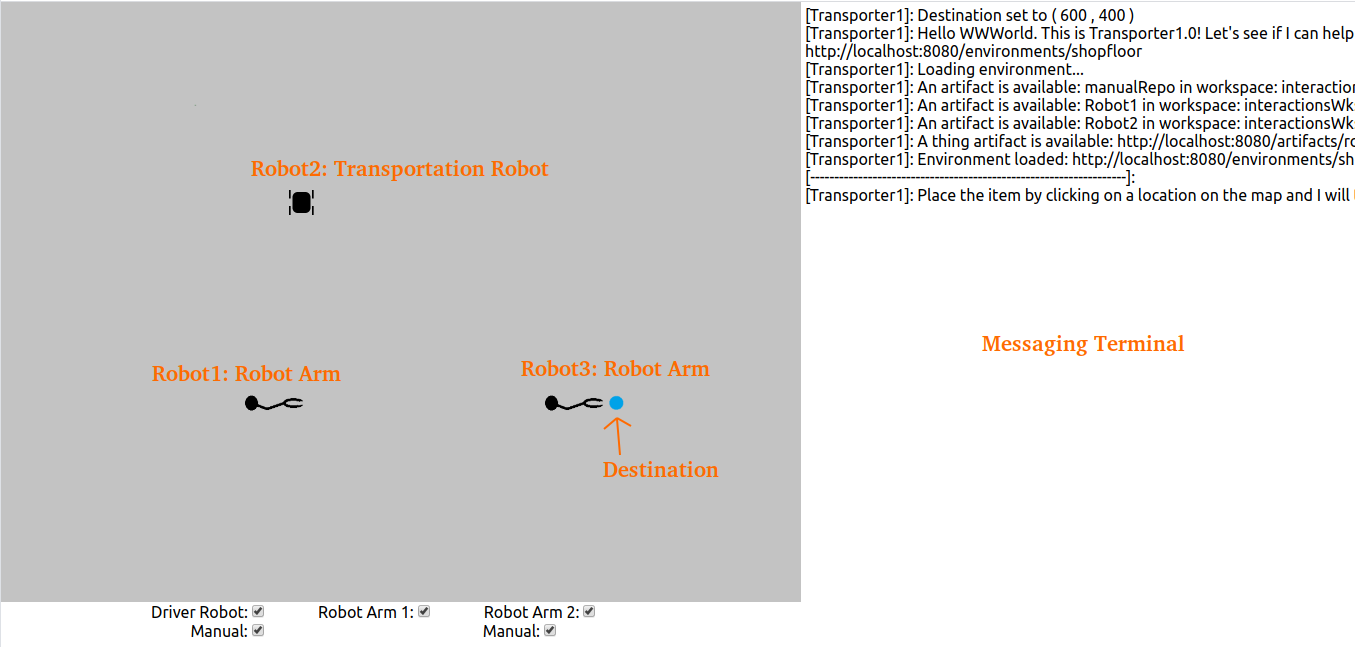 [Transporter1]: Destination set to ( 600 , 400 )
[Transporter1]: Hello WWWorld. This is Transporter1.0! Let's see if I can help
http://localhost:8080/environments/shopfloor
[Transporter1]: Loading environment...
[Transporter1]: An artifact is available: manualRepo in workspace: interaction
[Transporter1]: An artifact is available: Robot1 in workspace: interactionsWk
[Transporter1]: An artifact is available: Robot2 in workspace: interactionsWk
[Transporter1]: A thing artifact is available: http://localhost:8080/artifacts/ro
[Transporter1]: Environment loaded: http://localhost:8080/environments/sh
[------------------------------------------------------------------]:
[Transporter1]: Place the item by clicking on a location on the map and I will
Robot2: Transportation Robot
Messaging Terminal
Robot1: Robot Arm
Robot3: Robot Arm
Destination
Driver Robot: Robot Arm 1: Robot Arm 2:
Manual: Manual: